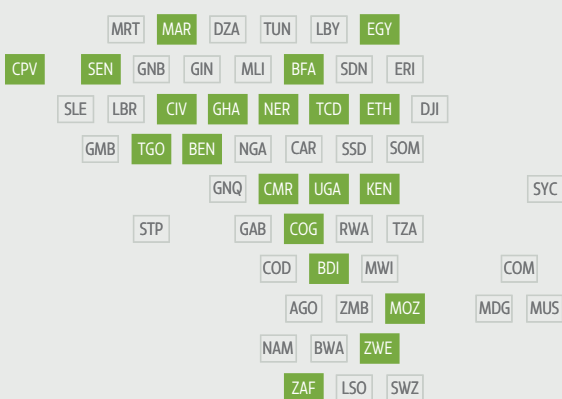 MRT MAR DZA TUN LBY EGY
CPV SEN GNB GIN MLI BFA SDN ERI
SLE LBR CIV GHA NER TCD ETH DJI
GMB TGO BEN NGA CAR SSD SOM
GNQ CMR UGA KEN SYC
STP GAB COG RWA TZA
COD BDI MWI COM
AGO ZMB MOZ MDG MUS
NAM BWA ZWE
ZAF LSO SWZ